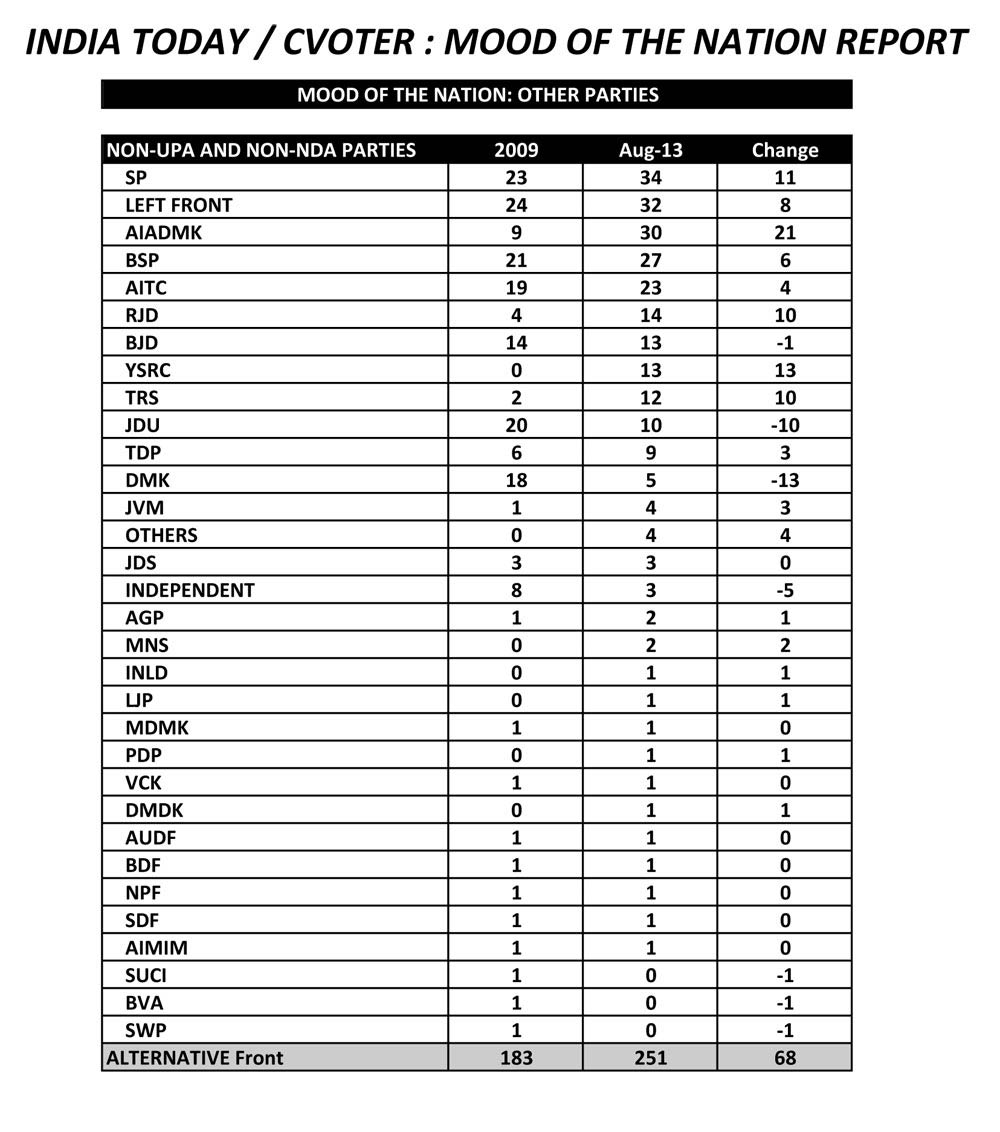 INDIA TODAY / CVOTER : MOOD OF THE NATION REPORT
MOOD OF THE NATION: OTHER PARTIES
NON-UPA AND NON-NDA PARTIES 2009 Aug-13 Change
SP 23 34 11
LEFT FRONT 24 32 8
AIADMK 9 30 21
BSP 21 27 6
AITC 19 23 4
RJD 4 14 10
BJD 14 13 -1
YSRC 0 13 13
TRS 2 12 10
JDU 20 10 -10
TDP 6 9 3
DMK 18 5 -13
JVM 1 4 3
OTHERS 0 4 4
JDS 3 3 0
INDEPENDENT 8 3 -5
AGP 1 2 1
MNS 0 2 2
INLD 0 1 1
LJP 0 1 1
MDMK 1 1 0
PDP 0 1 1
VCK 1 1 0
DMDK 0 1 1
AUDF 1 1 0
BDF 1 1 0
NPF 1 1 0
SDF 1 1 0
AIMIM 1 1 0
SUCI 1 0 -1
BVA 1 0 -1
SWP 1 0 -1
ALTERNATIVE Front 183 251 68